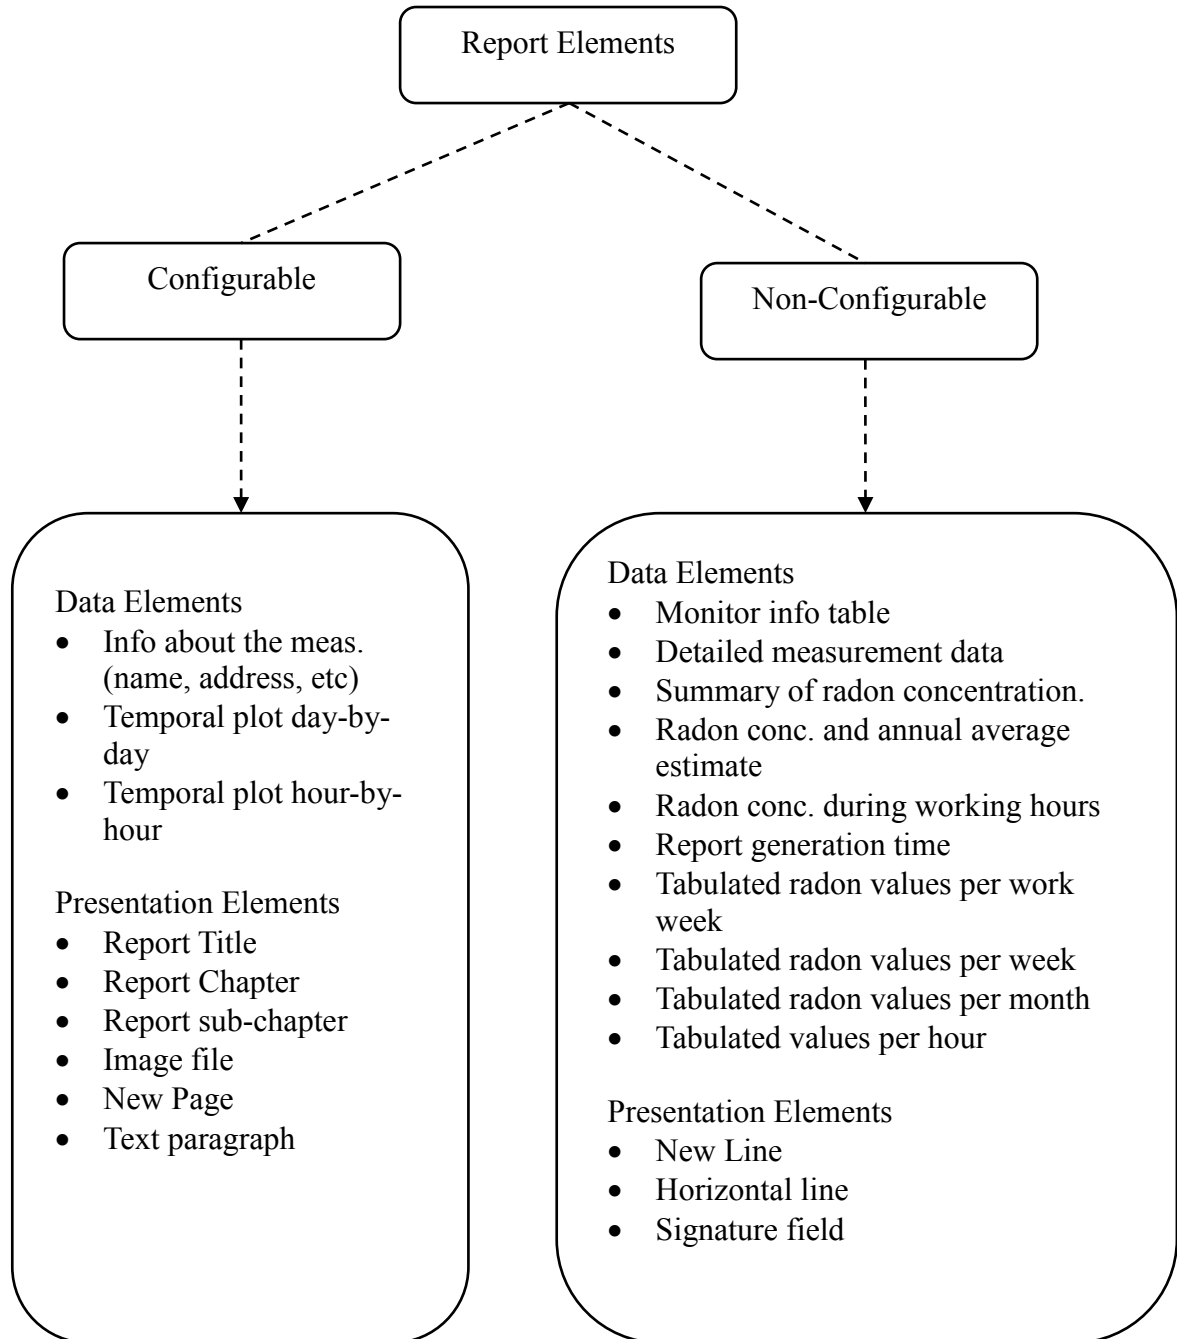 Report Elements
Configurable
Non-Configurable
Data Elements
• Info about the meas.
(name, address, etc)
• Temporal plot day-by-
day
• Temporal plot hour-by-
hour
Presentation Elements
• Report Title
• Report Chapter
• Report sub-chapter
• Image file
• New Page
• Text paragraph
Data Elements
• Monitor info table
• Detailed measurement data
• Summary of radon concentration.
• Radon conc. and annual average
estimate
• Radon conc. during working hours
• Report generation time
• Tabulated radon values per work
week
• Tabulated radon values per week
• Tabulated radon values per month
• Tabulated values per hour
Presentation Elements
• New Line
• Horizontal line
• Signature field